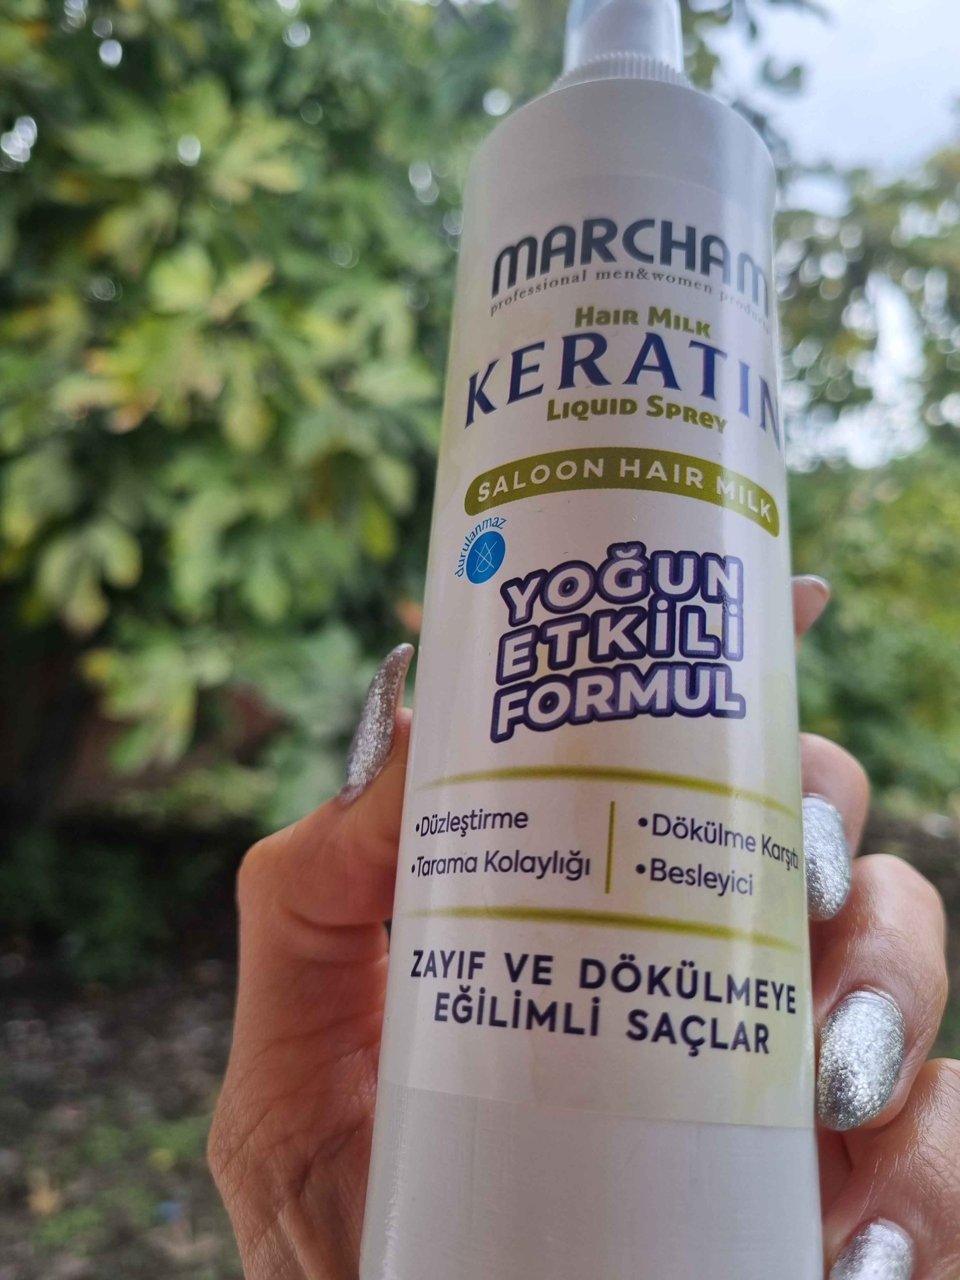 MARCHAM
professional men&women products
Hair Milk
KERATIN
Liquid Sprey
SALOON HAIR MILK
durulanmaz
YOĞUN
ETKİLİ
FORMUL
•Düzleştirme
•Tarama Kolaylığı
•Dökülme Karşıtı
•Besleyici
ZAYIF VE DÖKÜLMEYE
EĞİLİMLİ SAÇLAR